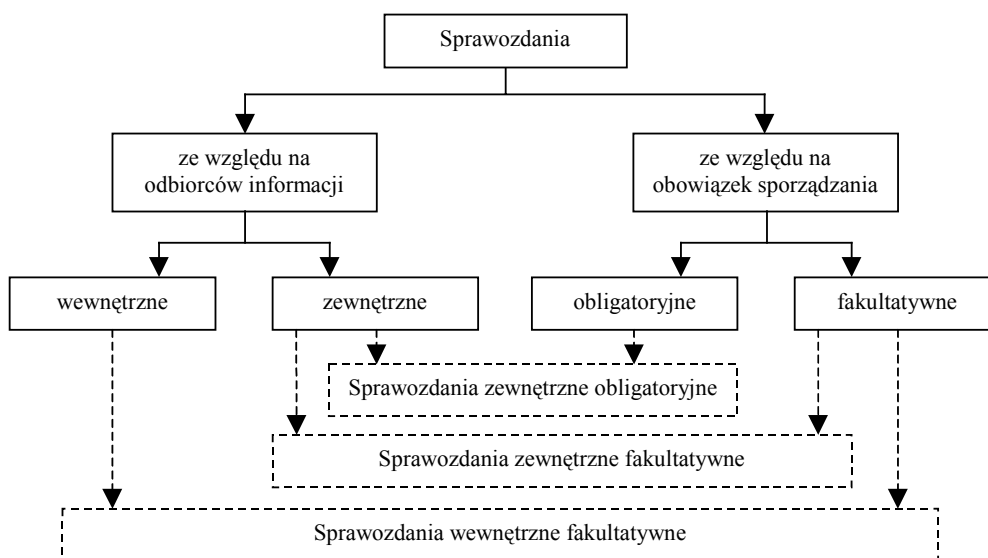 Sprawozdania
ze względu na
odbiorców informacji
ze względu na
obowiązek sporządzania
wewnętrzne
zewnętrzne
obligatoryjne
fakultatywne
Sprawozdania zewnętrzne obligatoryjne
Sprawozdania zewnętrzne fakultatywne
Sprawozdania wewnętrzne fakultatywne